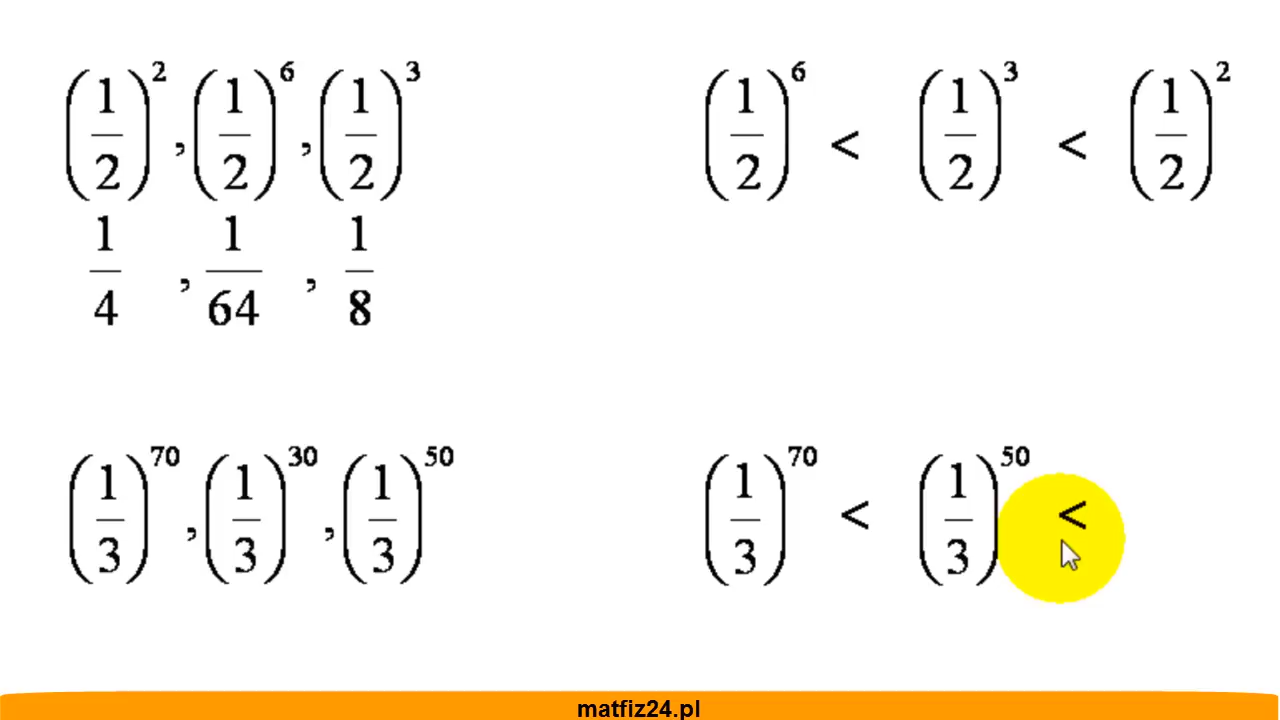 (1/2)^2 , (1/2)^6 , (1/2)^3
1/4 , 1/64 , 1/8
(1/2)^6 < (1/2)^3 < (1/2)^2
(1/3)^70 , (1/3)^30 , (1/3)^50
(1/3)^70 < (1/3)^50 <
matfiz24.pl